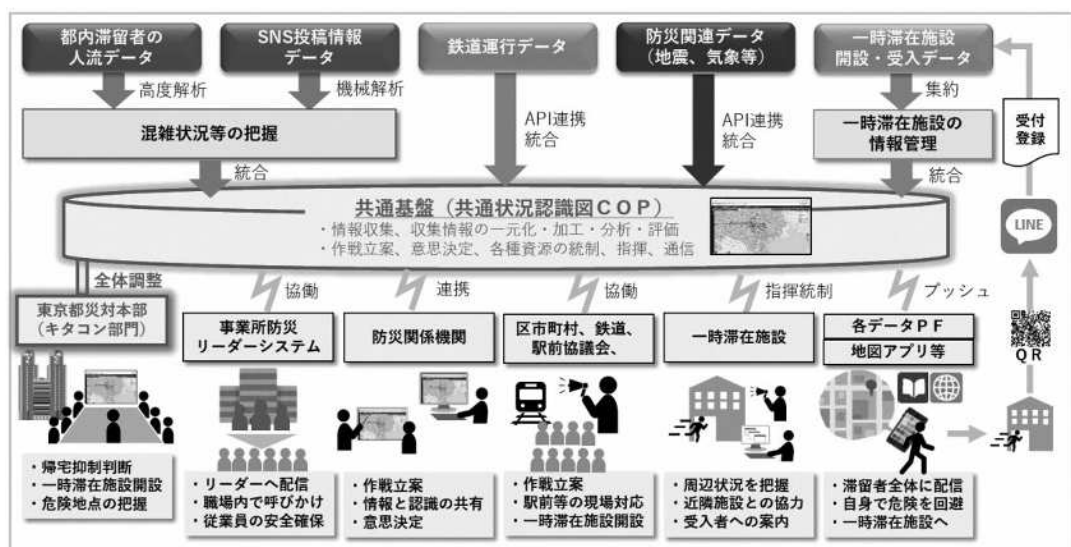 都内滞留者の
人流データ
SNS投稿情報
データ
鉄道運行データ
防災関連データ
(地震、気象等)
一時滞在施設
開設・受入データ
高度解析
機械解析
API連携
統合
API連携
統合
集約
混雑状況等の把握
一時滞在施設の
情報管理
受付
登録
統合
統合
共通基盤(共通状況認識図COP)
・情報収集、収集情報の一元化・加工・分析・評価
・作戦立案、意思決定、各種資源の統制、指揮、通信
LINE
全体調整
協働
連携
協働
指揮統制
プッシュ
東京都災対本部
(キタコン部門)
事業所防災
リーダーシステム
防災関係機関
区市町村、鉄道、
駅前協議会、
一時滞在施設
各データPF
地図アプリ等
QR
・帰宅抑制判断
・一時滞在施設開設
・危険地点の把握
・リーダーへ配信
・職場内で呼びかけ
・従業員の安全確保
・作戦立案
・情報と認識の共有
・意思決定
・作戦立案
・駅前等の現場対応
・一時滞在施設開設
・周辺状況を把握
・近隣施設との協力
・受入者への案内
・滞留者全体に配信
・自身で危険を回避
・一時滞在施設へ